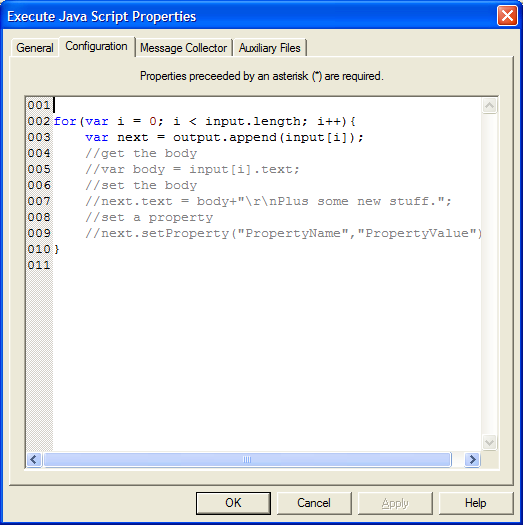 Execute Java Script Properties
General Configuration Message Collector Auxiliary Files
Properties preceeded by an asterisk (*) are required.
001
002 for(var i = 0; i < input.length; i++){
003     var next = output.append(input[i]);
004     //get the body
005     //var body = input[i].text;
006     //set the body
007     //next.text = body+"\r\nPlus some new stuff.";
008     //set a property
009     //next.setProperty("PropertyName","PropertyValue")
010 }
011
OK Cancel Apply Help